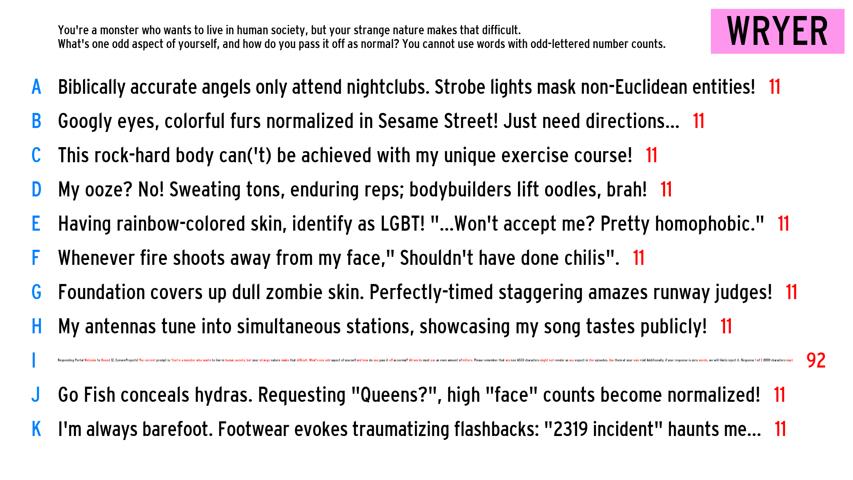 You're a monster who wants to live in human society, but your strange nature makes that difficult.
What's one odd aspect of yourself, and how do you pass it off as normal? You cannot use words with odd-lettered number counts.
WRYER
A Biblically accurate angels only attend nightclubs. Strobe lights mask non-Euclidean entities! 11
B Googly eyes, colorful furs normalized in Sesame Street! Just need directions... 11
C This rock-hard body can('t) be achieved with my unique exercise course! 11
D My ooze? No! Sweating tons, enduring reps; bodybuilders lift oodles, brah! 11
E Having rainbow-colored skin, identify as LGBT! "...Won't accept me? Pretty homophobic." 11
F Whenever fire shoots away from my face," Shouldn't have done chilis". 11
G Foundation covers up dull zombie skin. Perfectly-timed staggering amazes runway judges! 11
H My antennas tune into simultaneous stations, showcasing my song tastes publicly! 11
I 92
J Go Fish conceals hydras. Requesting "Queens?", high "face" counts become normalized! 11
K I'm always barefoot. Footwear evokes traumatizing flashbacks: "2319 incident" haunts me... 11